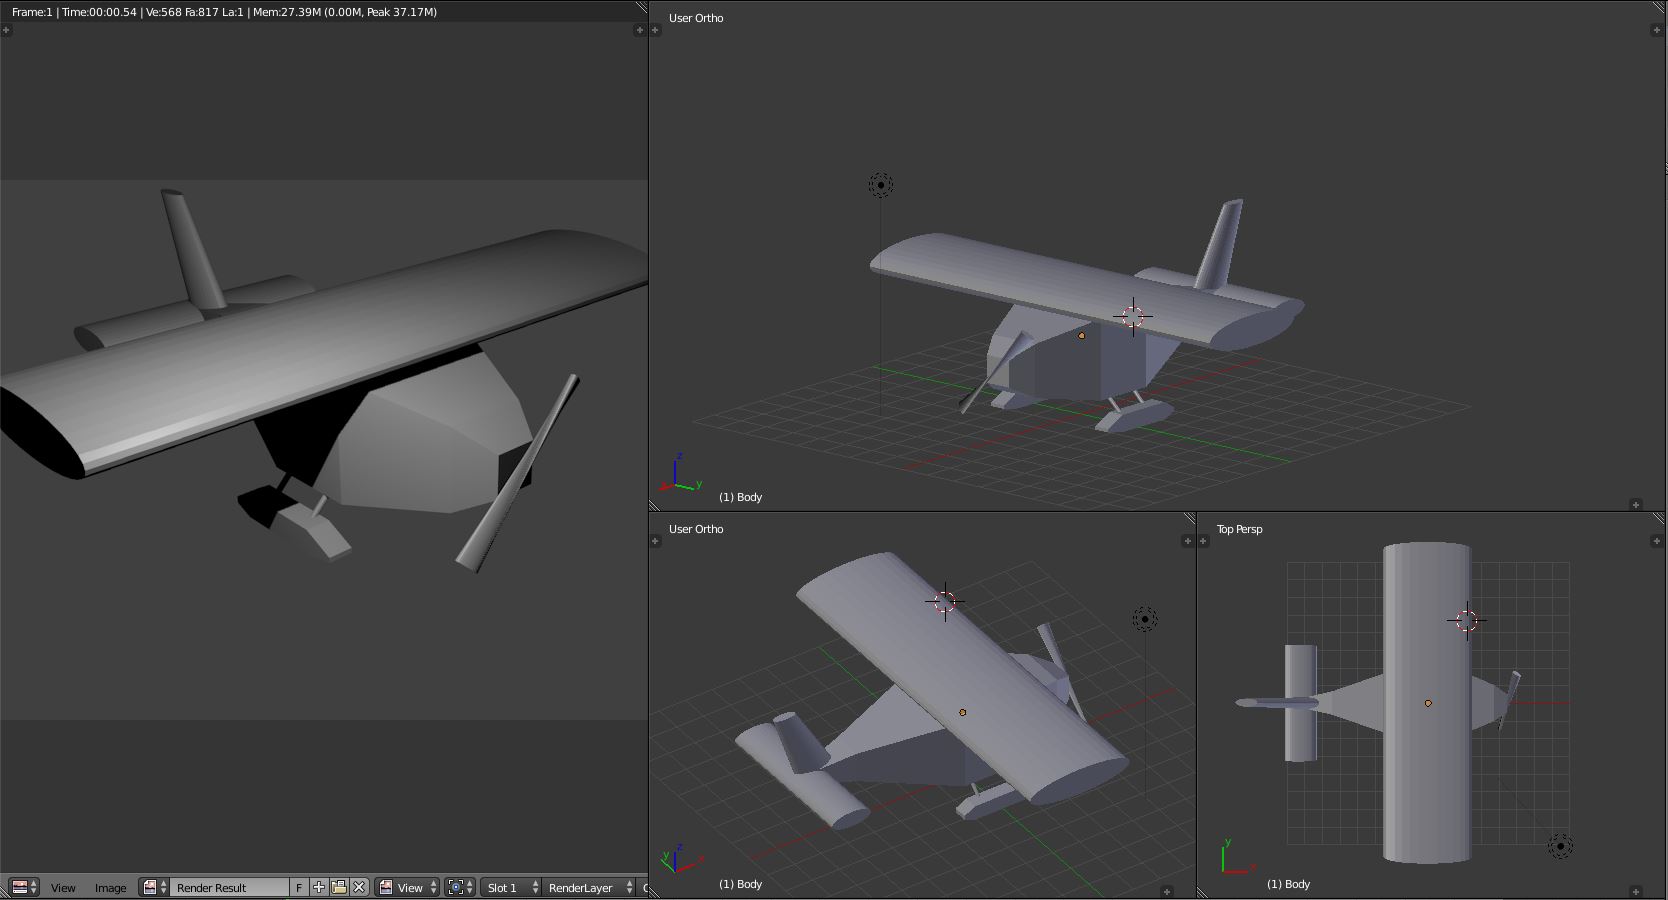 Frame:1 | Time:00:00.54 | Ve:568 Fa:817 La:1 | Mem:27.39M (0.00M, Peak 37.17M)
User Ortho
z
y
(1) Body
User Ortho
y z x
(1) Body
Top Persp
y
x
(1) Body
View Image Render Result F View Slot 1 RenderLayer